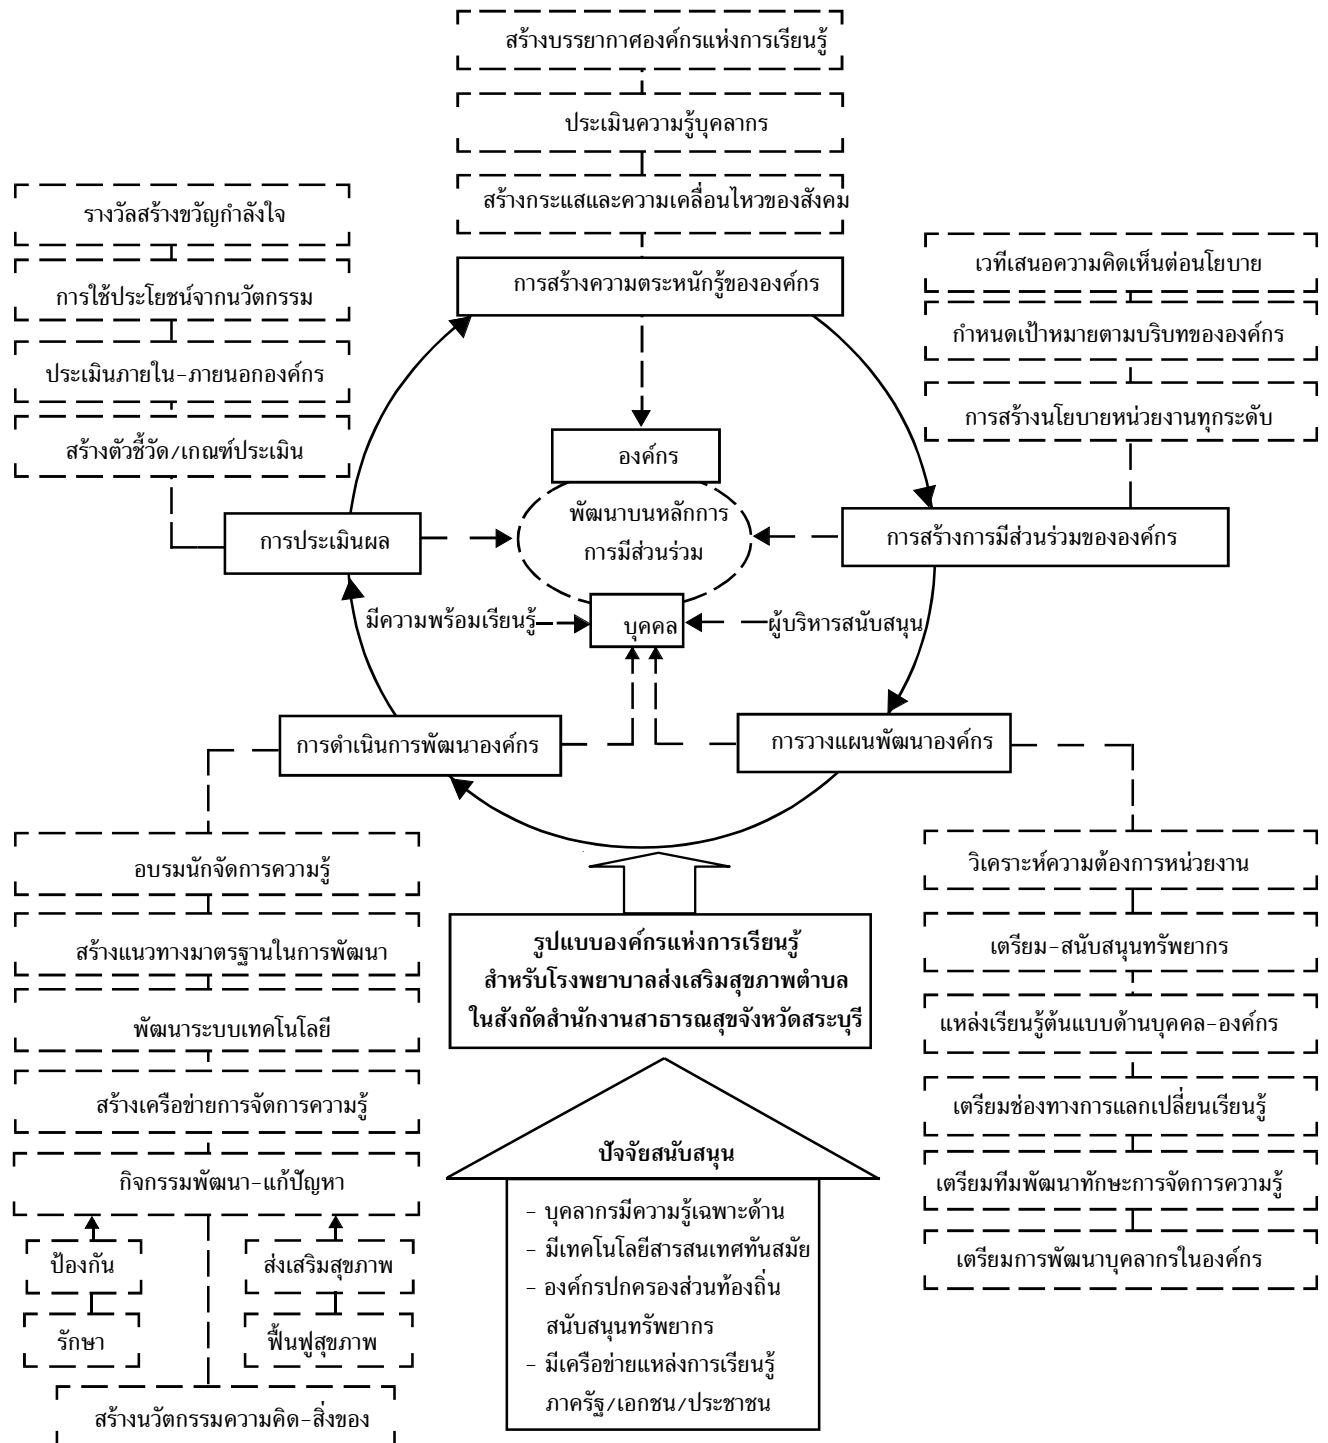 สร้างบรรยากาศองค์กรแห่งการเรียนรู้
ประเมินความรู้บุคลากร
สร้างกระแสและความเคลื่อนไหวของสังคม
การสร้างความตระหนักรู้ขององค์กร
รางวัลสร้างขวัญกำลังใจ
การใช้ประโยชน์จากนวัตกรรม
ประเมินภายใน-ภายนอกองค์กร
สร้างตัวชี้วัด/เกณฑ์ประเมิน
การประเมินผล
เวทีเสนอความคิดเห็นต่อนโยบาย
กำหนดเป้าหมายตามบริบทขององค์กร
การสร้างนโยบายหน่วยงานทุกระดับ
การสร้างการมีส่วนร่วมขององค์กร
องค์กร
พัฒนาบนหลักการ
การมีส่วนร่วม
มีความพร้อมเรียนรู้
บุคคล
ผู้บริหารสนับสนุน
การดำเนินการพัฒนาองค์กร
การวางแผนพัฒนาองค์กร
อบรมนักจัดการความรู้
สร้างแนวทางมาตรฐานในการพัฒนา
พัฒนาระบบเทคโนโลยี
สร้างเครือข่ายการจัดการความรู้
กิจกรรมพัฒนา-แก้ปัญหา
ป้องกัน
ส่งเสริมสุขภาพ
รักษา
ฟื้นฟูสุขภาพ
สร้างนวัตกรรมความคิด-สิ่งของ
รูปแบบองค์กรแห่งการเรียนรู้
สำหรับโรงพยาบาลส่งเสริมสุขภาพตำบล
ในสังกัดสำนักงานสาธารณสุขจังหวัดสระบุรี
ปัจจัยสนับสนุน
- บุคลากรมีความรู้เฉพาะด้าน
- มีเทคโนโลยีสารสนเทศทันสมัย
- องค์กรปกครองส่วนท้องถิ่น
สนับสนุนทรัพยากร
- มีเครือข่ายแหล่งการเรียนรู้
ภาครัฐ/เอกชน/ประชาชน
วิเคราะห์ความต้องการหน่วยงาน
เตรียม-สนับสนุนทรัพยากร
แหล่งเรียนรู้ต้นแบบด้านบุคคล-องค์กร
เตรียมช่องทางการแลกเปลี่ยนเรียนรู้
เตรียมทีมพัฒนาทักษะการจัดการความรู้
เตรียมการพัฒนาบุคลากรในองค์กร